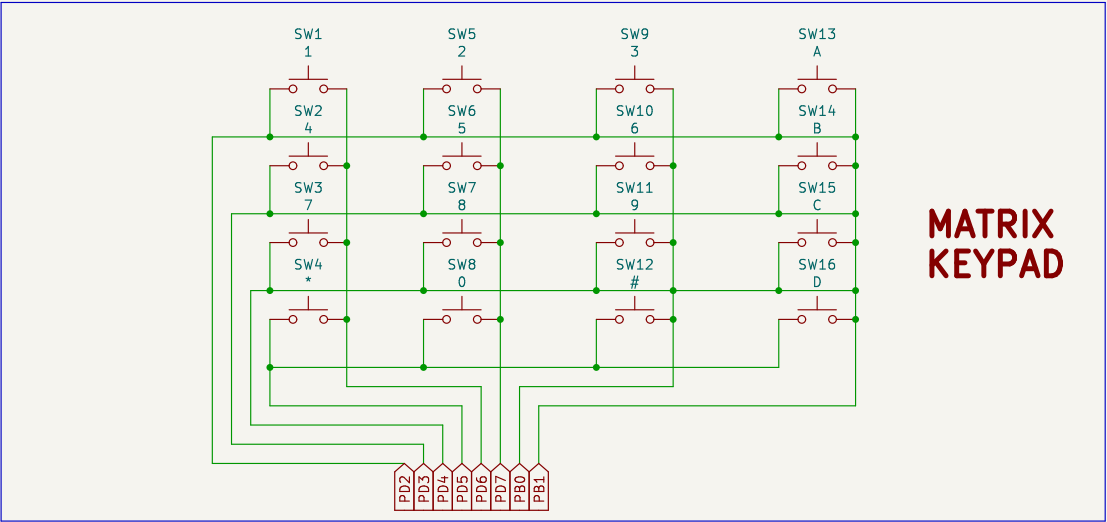 SW1 SW5 SW9 SW13
1 2 3 A
SW2 SW6 SW10 SW14
4 5 6 B
SW3 SW7 SW11 SW15
7 8 9 C
SW4 SW8 SW12 SW16
* 0 # D
MATRIX
KEYPAD
PD2 PD3 PD4 PD5 PD6 PD7 PB0 PB1